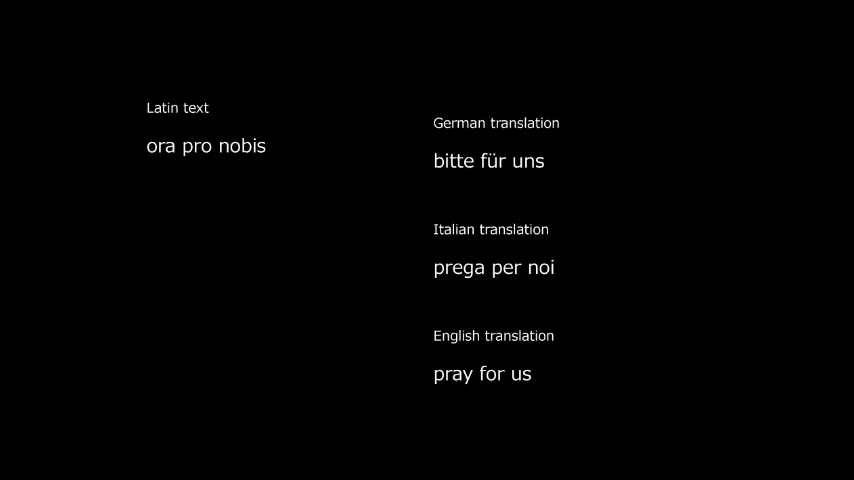 Latin text
ora pro nobis
German translation
bitte für uns
Italian translation
prega per noi
English translation
pray for us